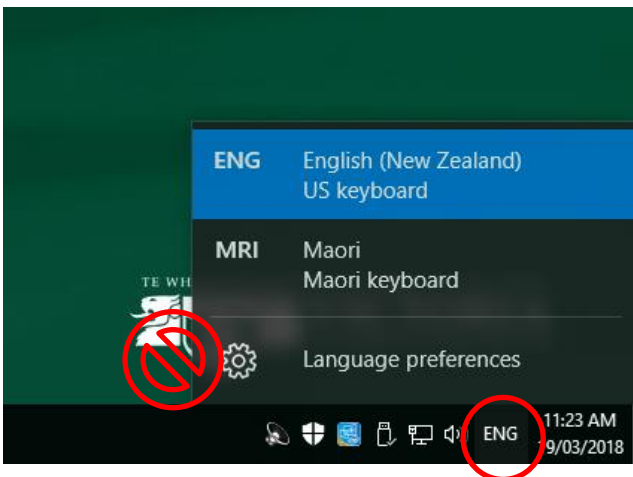 ENG English (New Zealand)
US keyboard
MRI Maori
Maori keyboard
TE WH
Language preferences
ENG 11:23 AM
9/03/2018